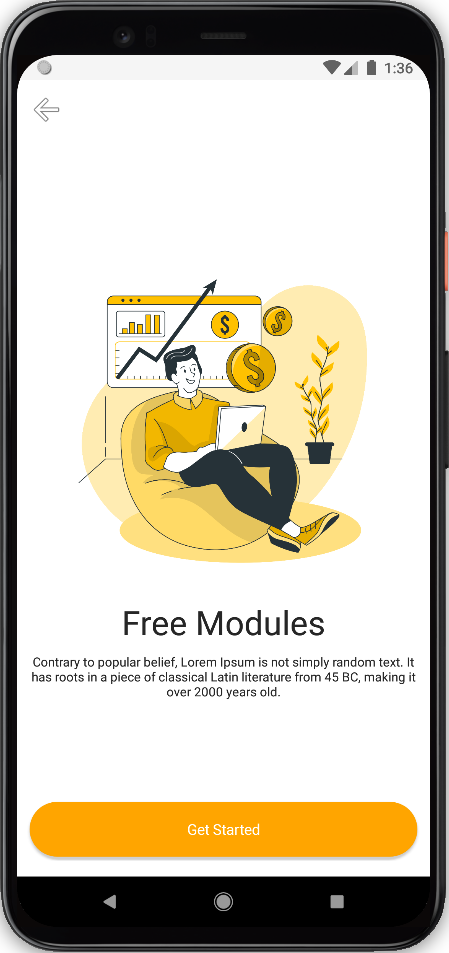 1:36
$
$
$
Free Modules
Contrary to popular belief, Lorem Ipsum is not simply random text. It
has roots in a piece of classical Latin literature from 45 BC, making it
over 2000 years old.
Get Started